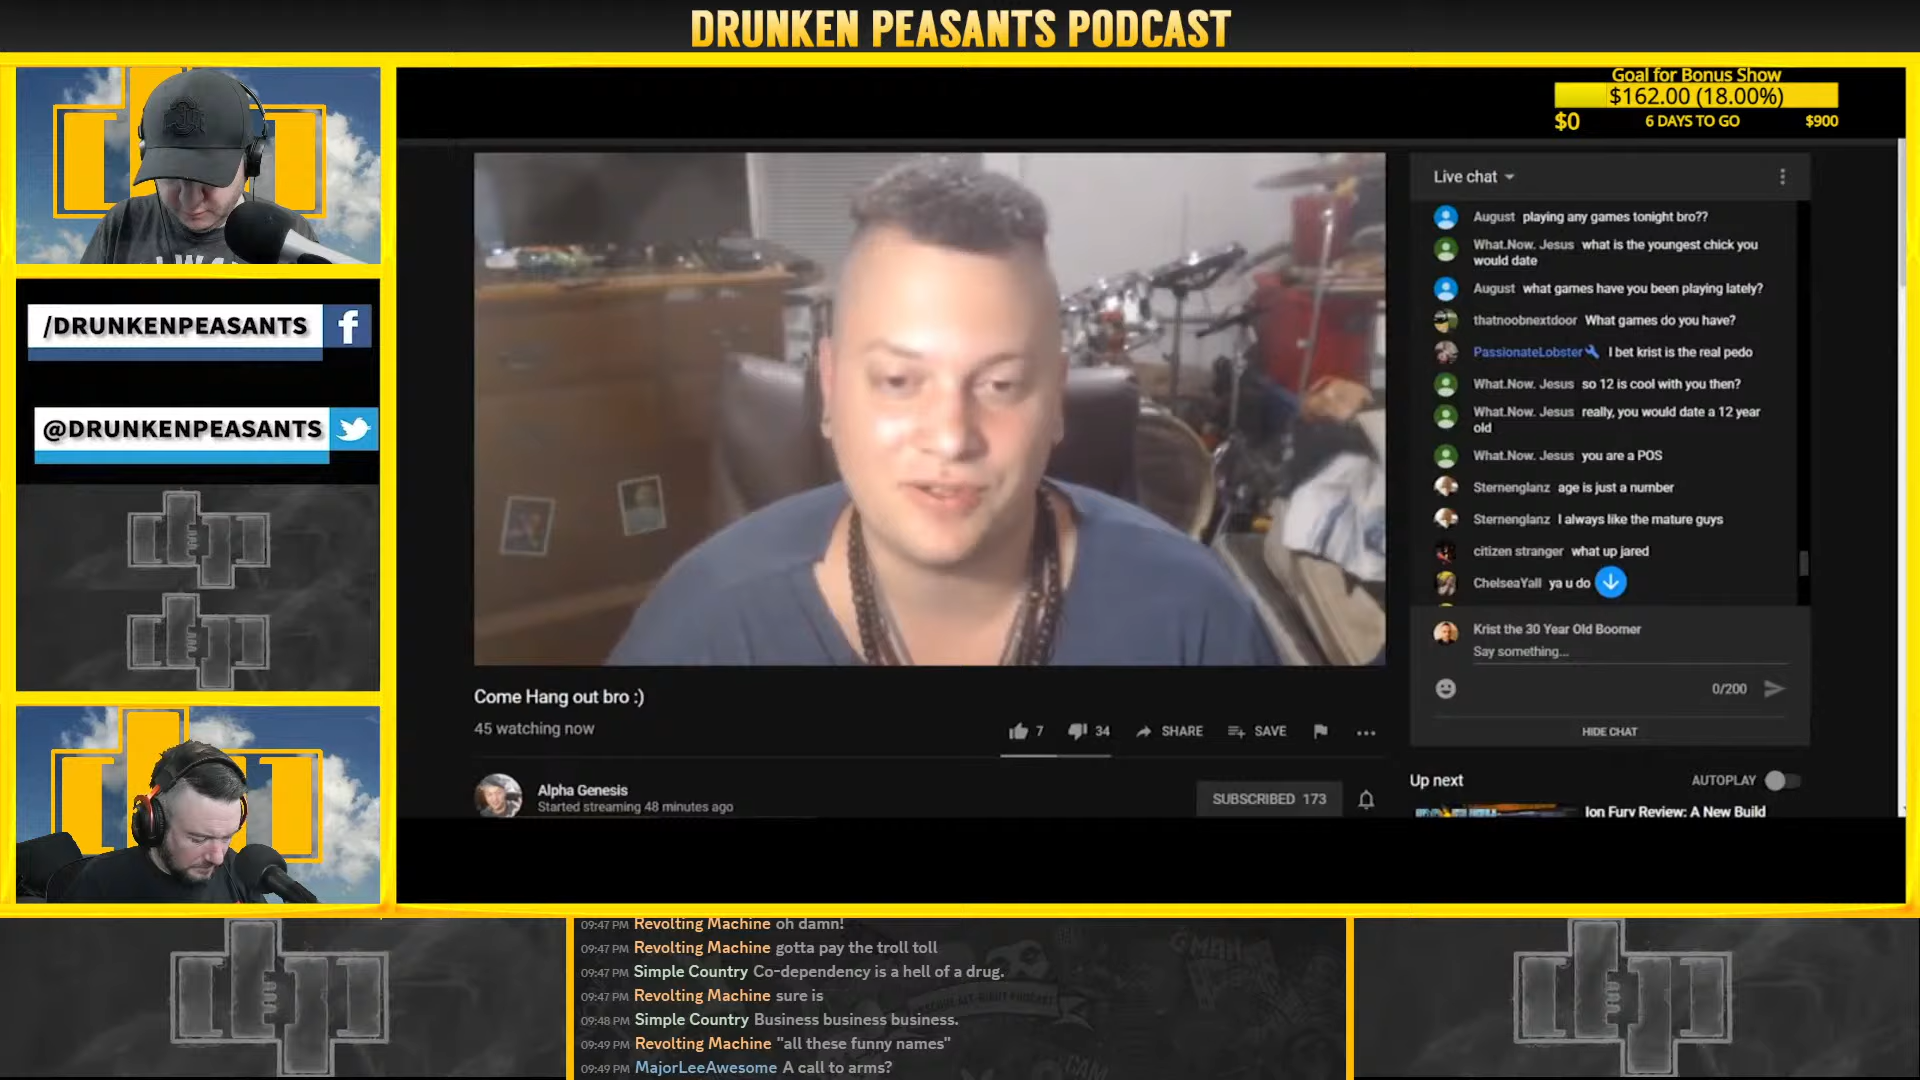 DRUNKEN PEASANTS PODCAST
Goal for Bonus Show
$162.00 (18.00%)
$0 6 DAYS TO GO $900
/DRUNKENPEASANTS f
@DRUNKENPEASANTS
Live chat
August playing any games tonight bro??
What.Now. Jesus what is the youngest chick you
would date
August what games have you been playing lately?
thatnoobnextdoor What games do you have?
PassionateLobster I bet krist is the real pedo
What.Now. Jesus so 12 is cool with you then?
What.Now. Jesus really, you would date a 12 year
old
What.Now. Jesus you are a POS
Sternenglanz age is just a number
Sternenglanz I always like the mature guys
citizen stranger what up jared
ChelseaYall ya u do
Krist the 30 Year Old Boomer
Say something...
0/200
HIDE CHAT
Come Hang out bro :)
45 watching now
7 34 SHARE SAVE
Alpha Genesis
Started streaming 48 minutes ago
SUBSCRIBED 173
Up next AUTOPLAY
Ion Fury Review: A New Build
09:47 PM Revolting Machine oh damn!
09:47 PM Revolting Machine gotta pay the troll toll
09:47 PM Simple Country Co-dependency is a hell of a drug.
09:47 PM Revolting Machine sure is
09:48 PM Simple Country Business business business.
09:49 PM Revolting Machine "all these funny names"
09:49 PM MajorLeeAwesome A call to arms?